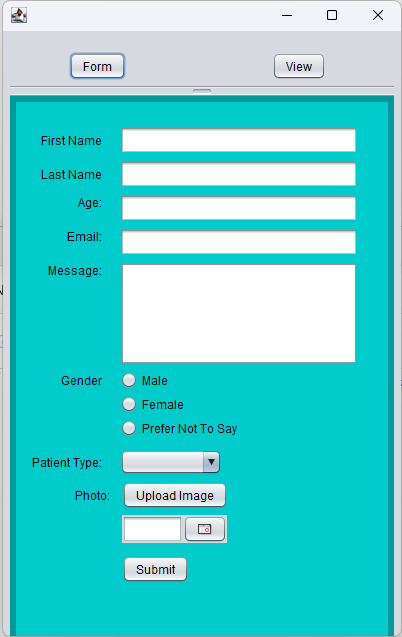 Form View
First Name
Last Name
Age:
Email:
Message:
Gender Male
Female
Prefer Not To Say
Patient Type:
Photo: Upload Image
Submit